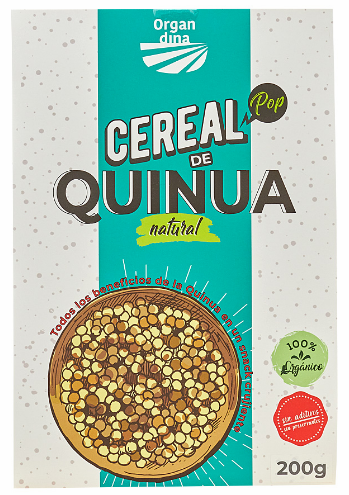 Organ
dina
CEREAL
Pop
DE
QUINUA
natural
Todos los beneficios de la Quinua en un snack crujiente
100%
Orgánico
sin aditivos
sin preservantes
200g